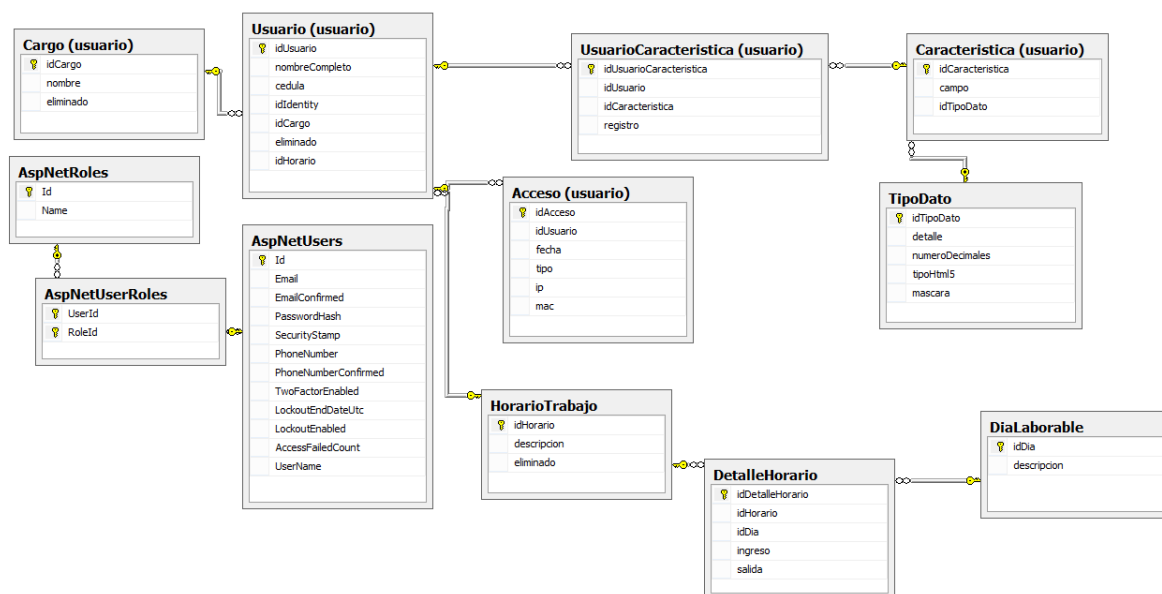 Cargo (usuario)
idCargo
nombre
eliminado
Usuario (usuario)
idUsuario
nombreCompleto
cedula
idIdentity
idCargo
eliminado
idHorario
UsuarioCaracteristica (usuario)
idUsuarioCaracteristica
idUsuario
idCaracteristica
registro
Caracteristica (usuario)
idCaracteristica
campo
idTipoDato
AspNetRoles
Id
Name
Acceso (usuario)
idAcceso
idUsuario
fecha
tipo
ip
mac
TipoDato
idTipoDato
detalle
numeroDecimales
tipoHtml5
mascara
AspNetUsers
Id
Email
EmailConfirmed
PasswordHash
SecurityStamp
PhoneNumber
PhoneNumberConfirmed
TwoFactorEnabled
LockoutEndDateUtc
LockoutEnabled
AccessFailedCount
UserName
AspNetUserRoles
UserId
RoleId
HorarioTrabajo
idHorario
descripcion
eliminado
DetalleHorario
idDetalleHorario
idHorario
idDia
ingreso
salida
DiaLaborable
idDia
descripcion